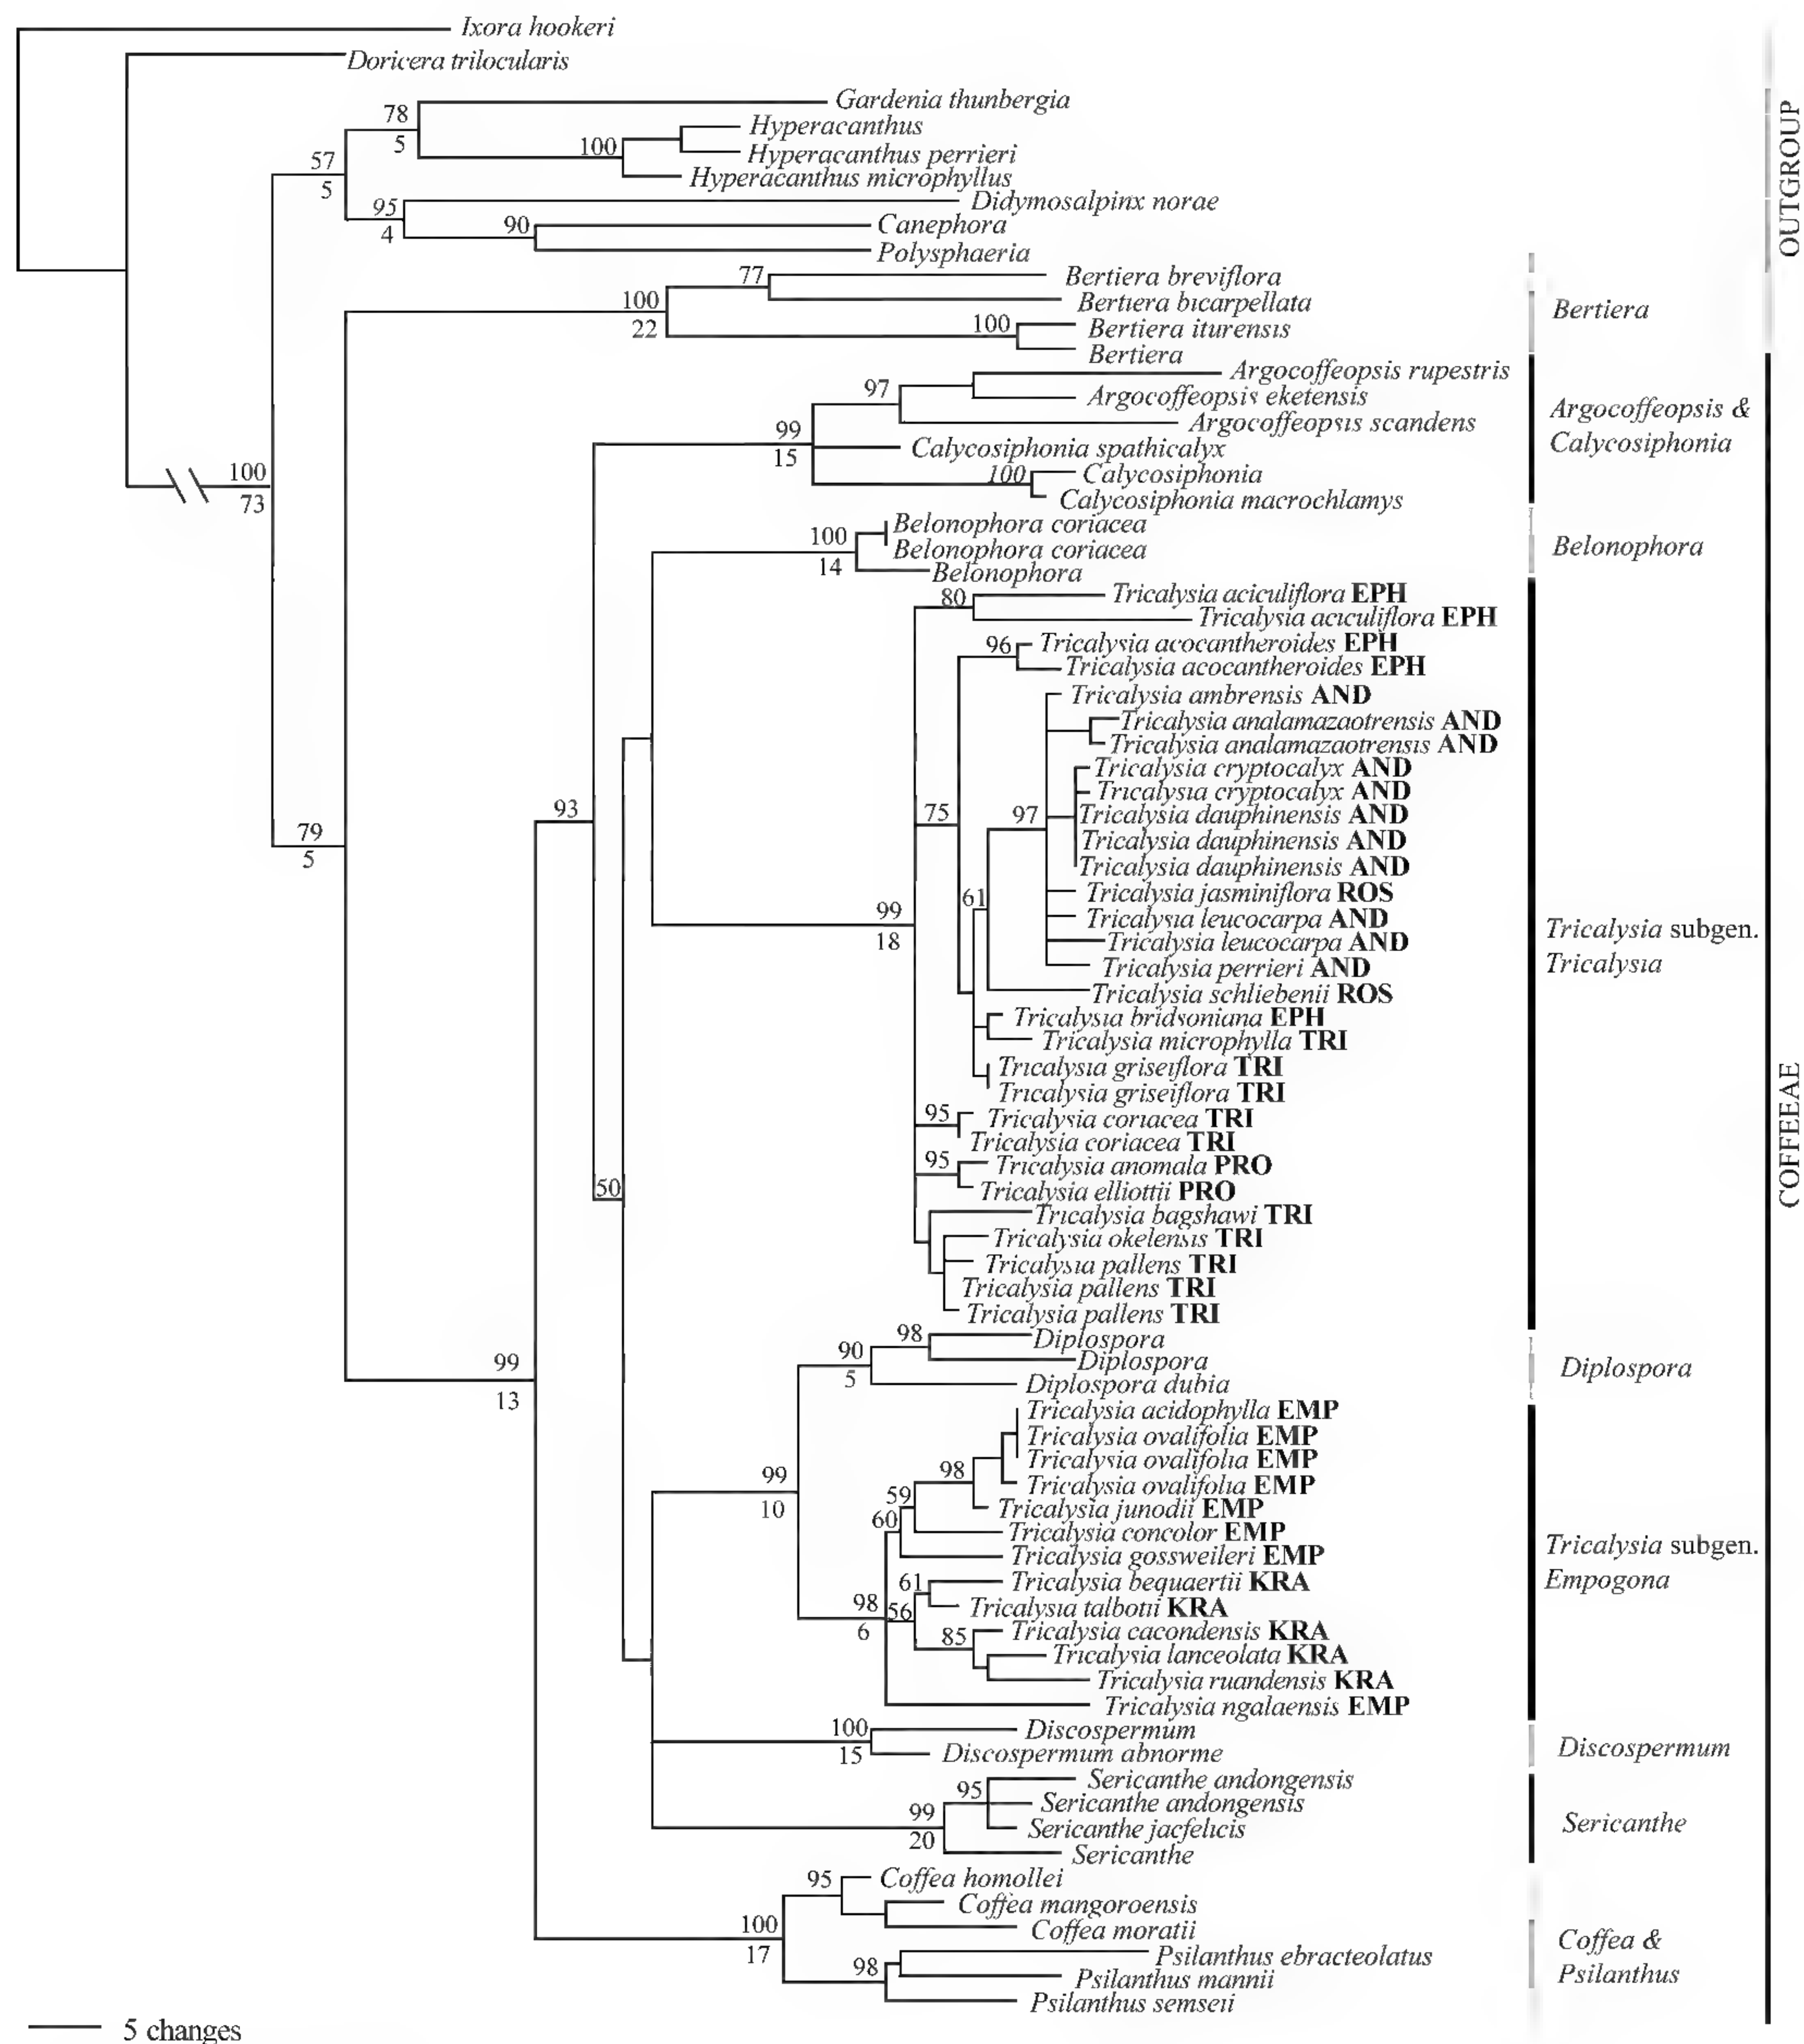 Ixora hookeri
Doricera trilocularis
Gardenia thunbergia
78
5
Hyperacanthus
100
Hyperacanthus perrieri
57
5
Hyperacanthus microphyllus
95
4
Didymosalpinx norae
90
Canephora
Polysphaeria
OUTGROUP
77
Bertiera breviflora
100
22
Bertiera bicarpellata
100
Bertiera iturensis
Bertiera
Bertiera
Argocoffeopsis rupestris
97
Argocoffeopsis eketensis
Argocoffeopsis scandens
99
15
Calycosiphonia spathicalyx
100
Calycosiphonia
Calycosiphonia macrochlamys
Argocoffeopsis &
Calycosiphonia
100
73
Belonophora coriacea
100
14
Belonophora coriacea
Belonophora
Belonophora
80
Tricalysia aciculiflora EPH
Tricalysia aciculiflora EPH
96
Tricalysia acocantheroides EPH
Tricalysia acocantheroides EPH
Tricalysia ambrensis AND
Tricalysia analamazaotrensis AND
Tricalysia analamazaotrensis AND
Tricalysia cryptocalyx AND
Tricalysia cryptocalyx AND
93
75
97
Tricalysia dauphinensis AND
Tricalysia dauphinensis AND
Tricalysia dauphinensis AND
79
5
61
Tricalysia jasminiflora ROS
99
18
Tricalysia leucocarpa AND
Tricalysia leucocarpa AND
Tricalysia perrieri AND
Tricalysia schliebenii ROS
Tricalysia subgen.
Tricalysia
Tricalysia bridsoniana EPH
Tricalysia microphylla TRI
Tricalysia griseiflora TRI
Tricalysia griseiflora TRI
95
Tricalysia coriacea TRI
Tricalysia coriacea TRI
COFFEEAE
50
95
Tricalysia anomala PRO
Tricalysia elliottii PRO
Tricalysia bagshawi TRI
Tricalysia okelensis TRI
Tricalysia pallens TRI
Tricalysia pallens TRI
Tricalysia pallens TRI
99
13
98
Diplospora
90
5
Diplospora
Diplospora dubia
Diplospora
Tricalysia acidophylla EMP
Tricalysia ovalifolia EMP
Tricalysia ovalifolia EMP
99
10
98
Tricalysia ovalifolia EMP
59
Tricalysia junodii EMP
60
Tricalysia concolor EMP
Tricalysia gossweileri EMP
61
Tricalysia bequaertii KRA
98
6
56
Tricalysia talbotii KRA
85
Tricalysia cacondensis KRA
Tricalysia lanceolata KRA
Tricalysia ruandensis KRA
Tricalysia ngalaensis EMP
Tricalysia subgen.
Empogona
100
15
Discospermum
Discospermum abnorme
Discospermum
95
Sericanthe andongensis
Sericanthe andongensis
99
20
Sericanthe jacfelicis
Sericanthe
Sericanthe
95
Coffea homollei
Coffea mangoroensis
100
17
Coffea moratii
98
Psilanthus ebracteolatus
Psilanthus mannii
Psilanthus semseii
Coffea &
Psilanthus
5 changes